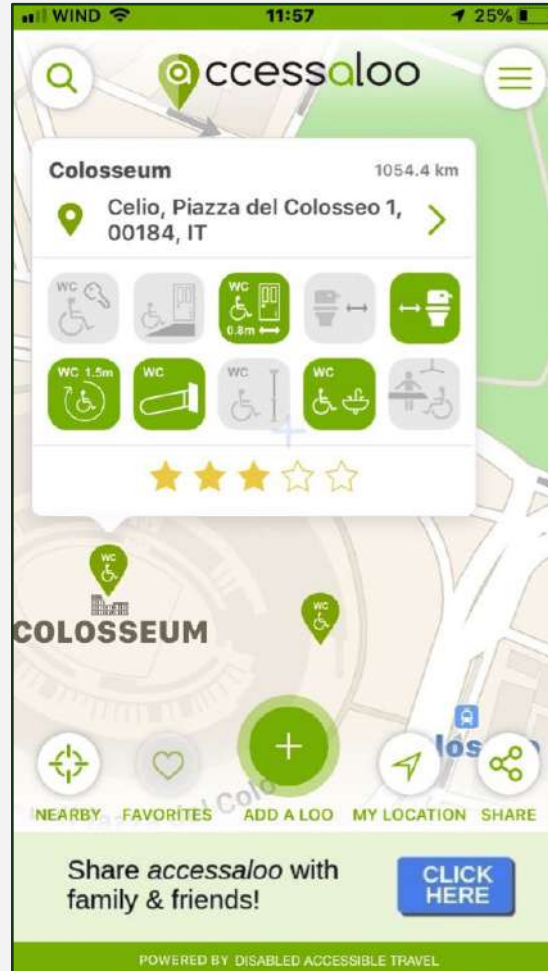 WIND 11:57 25%
accessaloo
Colosseum 1054.4 km
Celio, Piazza del Colosseo 1,
00184, IT
WC WC
0.8m
WC 1.5m WC WC WC
WC
COLOSSEUM
WC
NEARBY FAVORITES ADD A LOO MY LOCATION SHARE
Share accessaloo with
family & friends!
CLICK
HERE
POWERED BY DISABLED ACCESSIBLE TRAVEL